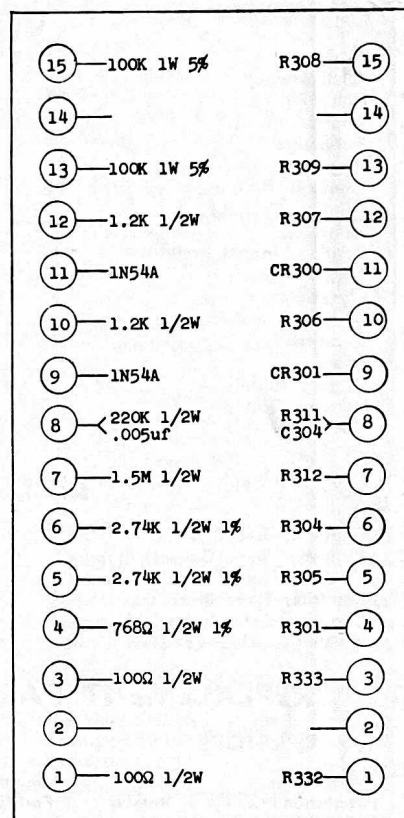 15 100K 1W 5% R308 15
14 14
13 100K 1W 5% R309 13
12 1.2K 1/2W R307 12
11 1N54A CR300 11
10 1.2K 1/2W R306 10
9 1N54A CR301 9
8 220K 1/2W R311 8
.005uf C304
7 1.5M 1/2W R312 7
6 2.74K 1/2W 1% R304 6
5 2.74K 1/2W 1% R305 5
4 768Ω 1/2W 1% R301 4
3 100Ω 1/2W R333 3
2 2
1 100Ω 1/2W R332 1